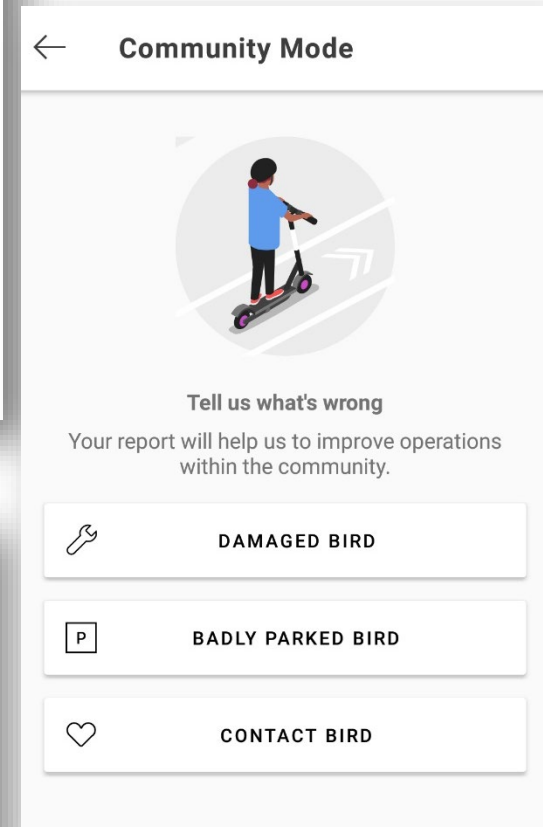 Community Mode
Tell us what's wrong
Your report will help us to improve operations
within the community.
DAMAGED BIRD
P
BADLY PARKED BIRD
CONTACT BIRD